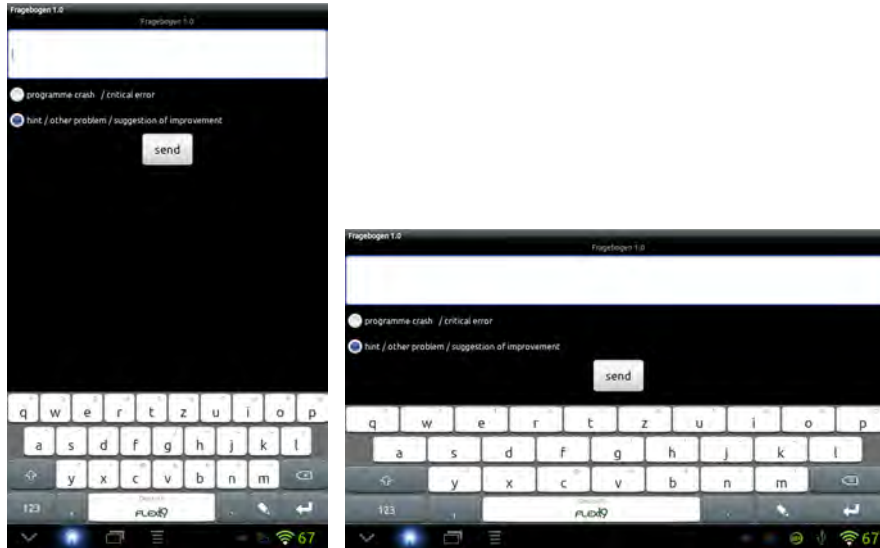 Fragebogen 1.0
Fragebogen 1.0
programme crash / critical error
hint / other problem / suggestion of improvement
send
q w e r t z u i o p
a s d f g h j k l
y x c v b n m
123 , FLEXT9 .
67
Fragebogen 1.0
Fragebogen 1.0
programme crash / critical error
hint / other problem / suggestion of improvement
send
q w e r t z u i o p
a s d f g h j k l
y x c v b n m
123 , FLEXT9 .
67